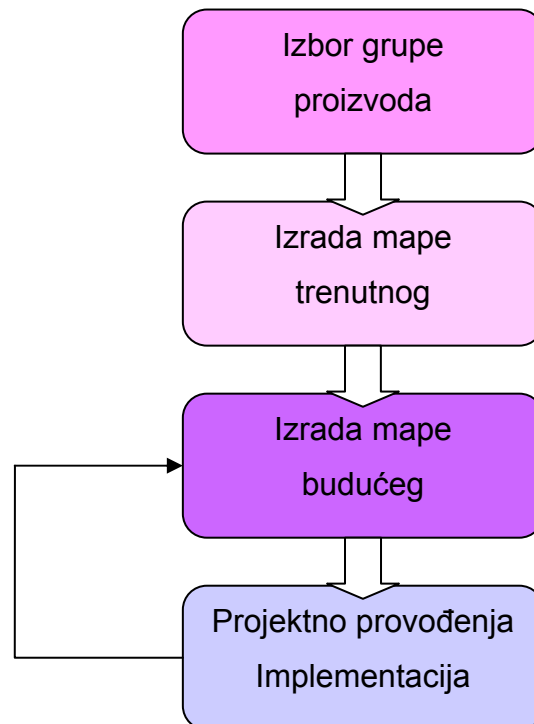 Izbor grupe
proizvoda
Izrada mape
trenutnog
Izrada mape
budućeg
Projektno provođenja
Implementacija